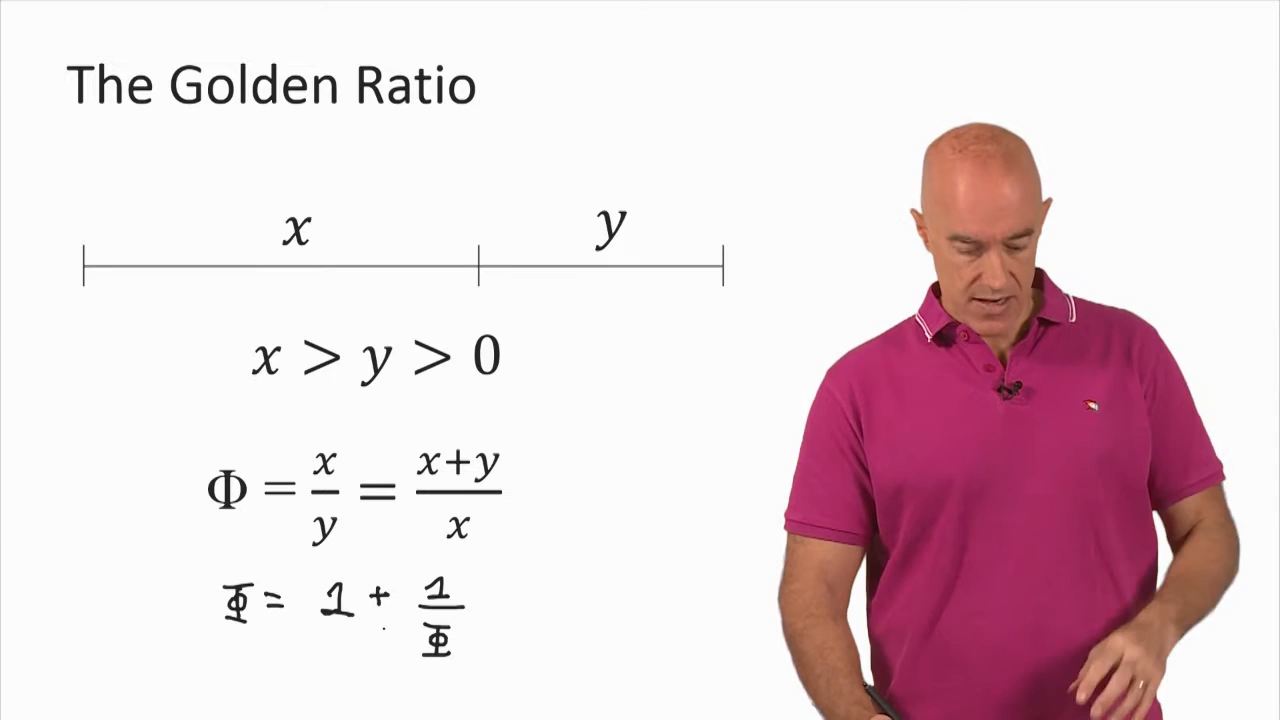 The Golden Ratio
x y
x > y > 0
Φ = x/y = x+y/x
Φ = 1 + 1/Φ